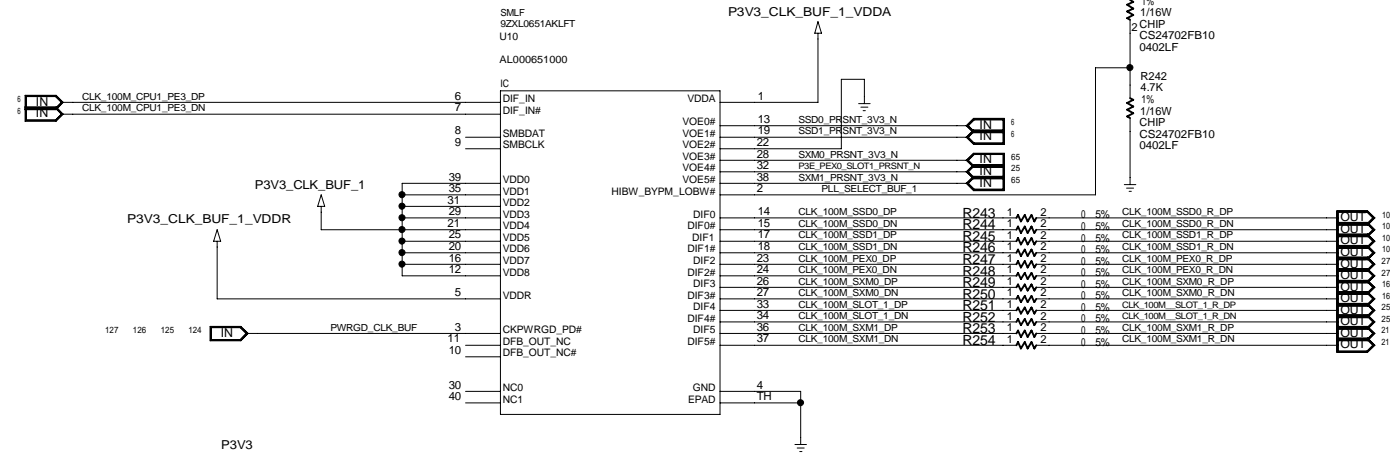 SMLF
9ZXL0651AKLFT
U10
AL000651000
IC
P3V3_CLK_BUF_1_VDDA
1%
1/16W
2 CHIP
CS24702FB10
0402LF
R242
4.7K
1%
1/16W
CHIP
CS24702FB10
0402LF
6 IN CLK_100M_CPU1_PE3_DP 6 DIF_IN
6 IN CLK_100M_CPU1_PE3_DN 7 DIF_IN#
8 SMBDAT
9 SMBCLK
P3V3_CLK_BUF_1
39 VDD0
35 VDD1
31 VDD2
29 VDD3
21 VDD4
25 VDD5
20 VDD6
16 VDD7
12 VDD8
P3V3_CLK_BUF_1_VDDR
5 VDDR
127 126 125 124 IN PWRGD_CLK_BUF 3 CKPWRGD_PD#
11 DFB_OUT_NC
10 DFB_OUT_NC#
30 NC0
40 NC1
VDDA 1
VOE0# 13 SSD0_PRSNT_3V3_N IN 6
VOE1# 19 SSD1_PRSNT_3V3_N IN 6
VOE2# 22
VOE3# 28 SXM0_PRSNT_3V3_N IN 65
VOE4# 32 P3E_PEX0_SLOT1_PRSNT_N IN 25
VOE5# 38 SXM1_PRSNT_3V3_N IN 65
HIBW_BYPM_LOBW# 2 PLL_SELECT_BUF_1
DIF0 14 CLK_100M_SSD0_DP R243 1 2 0 5% CLK_100M_SSD0_R_DP OUT 10
DIF0# 15 CLK_100M_SSD0_DN R244 1 2 0 5% CLK_100M_SSD0_R_DN OUT 10
DIF1 17 CLK_100M_SSD1_DP R245 1 2 0 5% CLK_100M_SSD1_R_DP OUT 10
DIF1# 18 CLK_100M_SSD1_DN R246 1 2 0 5% CLK_100M_SSD1_R_DN OUT 10
DIF2 23 CLK_100M_PEX0_DP R247 1 2 0 5% CLK_100M_PEX0_R_DP OUT 27
DIF2# 24 CLK_100M_PEX0_DN R248 1 2 0 5% CLK_100M_PEX0_R_DN OUT 27
DIF3 26 CLK_100M_SXM0_DP R249 1 2 0 5% CLK_100M_SXM0_R_DP OUT 16
DIF3# 27 CLK_100M_SXM0_DN R250 1 2 0 5% CLK_100M_SXM0_R_DN OUT 16
DIF4 33 CLK_100M_SLOT_1_DP R251 1 2 0 5% CLK_100M__SLOT_1_R_DP OUT 25
DIF4# 34 CLK_100M_SLOT_1_DN R252 1 2 0 5% CLK_100M__SLOT_1_R_DN OUT 25
DIF5 36 CLK_100M_SXM1_DP R253 1 2 0 5% CLK_100M_SXM1_R_DP OUT 21
DIF5# 37 CLK_100M_SXM1_DN R254 1 2 0 5% CLK_100M_SXM1_R_DN OUT 21
GND 4
EPAD TH
P3V3